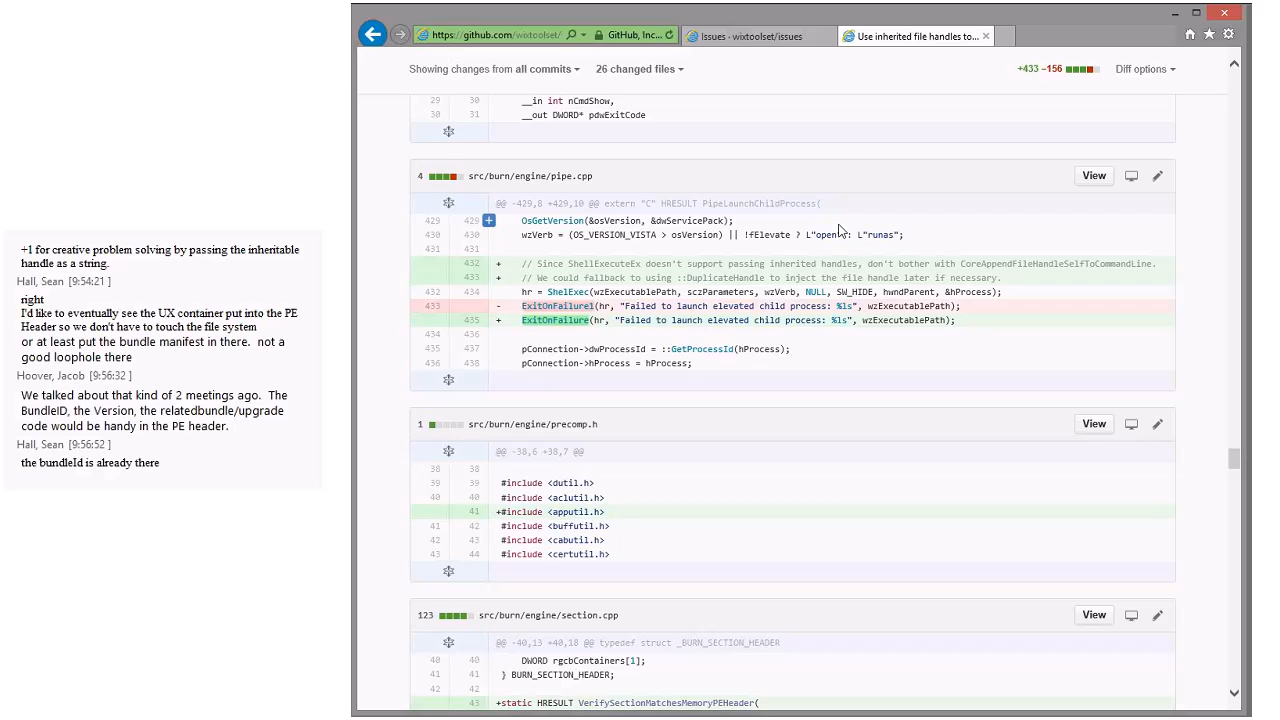 +1 for creative problem solving by passing the inheritable
handle as a string.
Hall, Sean [9:54:21 ]
right
I'd like to eventually see the UX container put into the PE
Header so we don't have to touch the file system
or at least put the bundle manifest in there.  not a
good loophole there
Hoover, Jacob [9:56:32 ]
We talked about that kind of 2 meetings ago.  The
BundleID, the Version, the relatedbundle/upgrade
code would be handy in the PE header.
Hall, Sean [9:56:52 ]
the bundleId is already there
https://github.com/wixtoolset/ GitHub, Inc... Issues - wixtoolset/issues Use inherited file handles to...
Showing changes from all commits 26 changed files +433 −156 Diff options
29 30 __in int nCmdShow,
30 31 __out DWORD* pdwExitCode
4 src/burn/engine/pipe.cpp View
@@ -429,8 +429,10 @@ extern "C" HRESULT PipeLaunchChildProcess(
429 429 OsGetVersion(&osVersion, &dwServicePack);
430 430 wzVerb = (OS_VERSION_VISTA > osVersion) || !fElevate ? L"open" : L"runas";
431 431
432 + // Since ShellExecuteEx doesn't support passing inherited handles, don't bother with CoreAppendFileHandleSelfToCommandLine.
433 + // We could fallback to using ::DuplicateHandle to inject the file handle later if necessary.
432 434 hr = ShelExec(wzExecutablePath, sczParameters, wzVerb, NULL, SW_HIDE, hwndParent, &hProcess);
433 - ExitOnFailure1(hr, "Failed to launch elevated child process: %ls", wzExecutablePath);
435 + ExitOnFailure(hr, "Failed to launch elevated child process: %ls", wzExecutablePath);
434 436
435 437 pConnection->dwProcessId = ::GetProcessId(hProcess);
436 438 pConnection->hProcess = hProcess;
1 src/burn/engine/precomp.h View
@@ -38,6 +38,7 @@
38 38
39 39 #include <dutil.h>
40 40 #include <aclutil.h>
41 +#include <apputil.h>
41 42 #include <buffutil.h>
42 43 #include <cabutil.h>
43 44 #include <certutil.h>
123 src/burn/engine/section.cpp View
@@ -40,13 +40,18 @@ typedef struct _BURN_SECTION_HEADER
40 40 DWORD rgcbContainers[1];
41 41 } BURN_SECTION_HEADER;
42 42
43 +static HRESULT VerifySectionMatchesMemoryPEHeader(